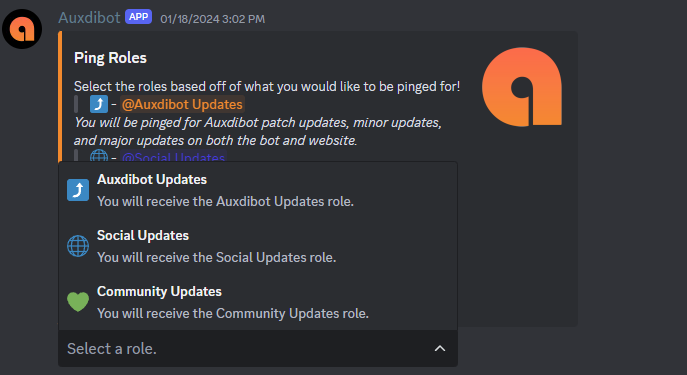 Auxdibot APP 01/18/2024 3:02 PM
Ping Roles
Select the roles based off of what you would like to be pinged for!
⤴️ - @Auxdibot Updates
You will be pinged for Auxdibot patch updates, minor updates,
and major updates on both the bot and website.
🌐 - @Social Updates
Auxdibot Updates
You will receive the Auxdibot Updates role.
Social Updates
You will receive the Social Updates role.
Community Updates
You will receive the Community Updates role.
Select a role.